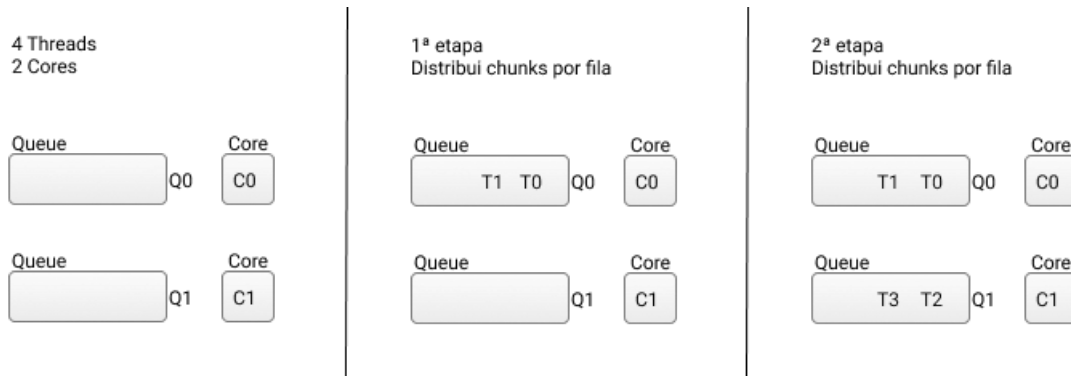 4 Threads
2 Cores
Queue
Core
Q0
C0
Queue
Core
Q1
C1
1ª etapa
Distribui chunks por fila
Queue
Core
T1 T0
Q0
C0
Queue
Core
Q1
C1
2ª etapa
Distribui chunks por fila
Queue
Core
T1 T0
Q0
C0
Queue
Core
T3 T2
Q1
C1